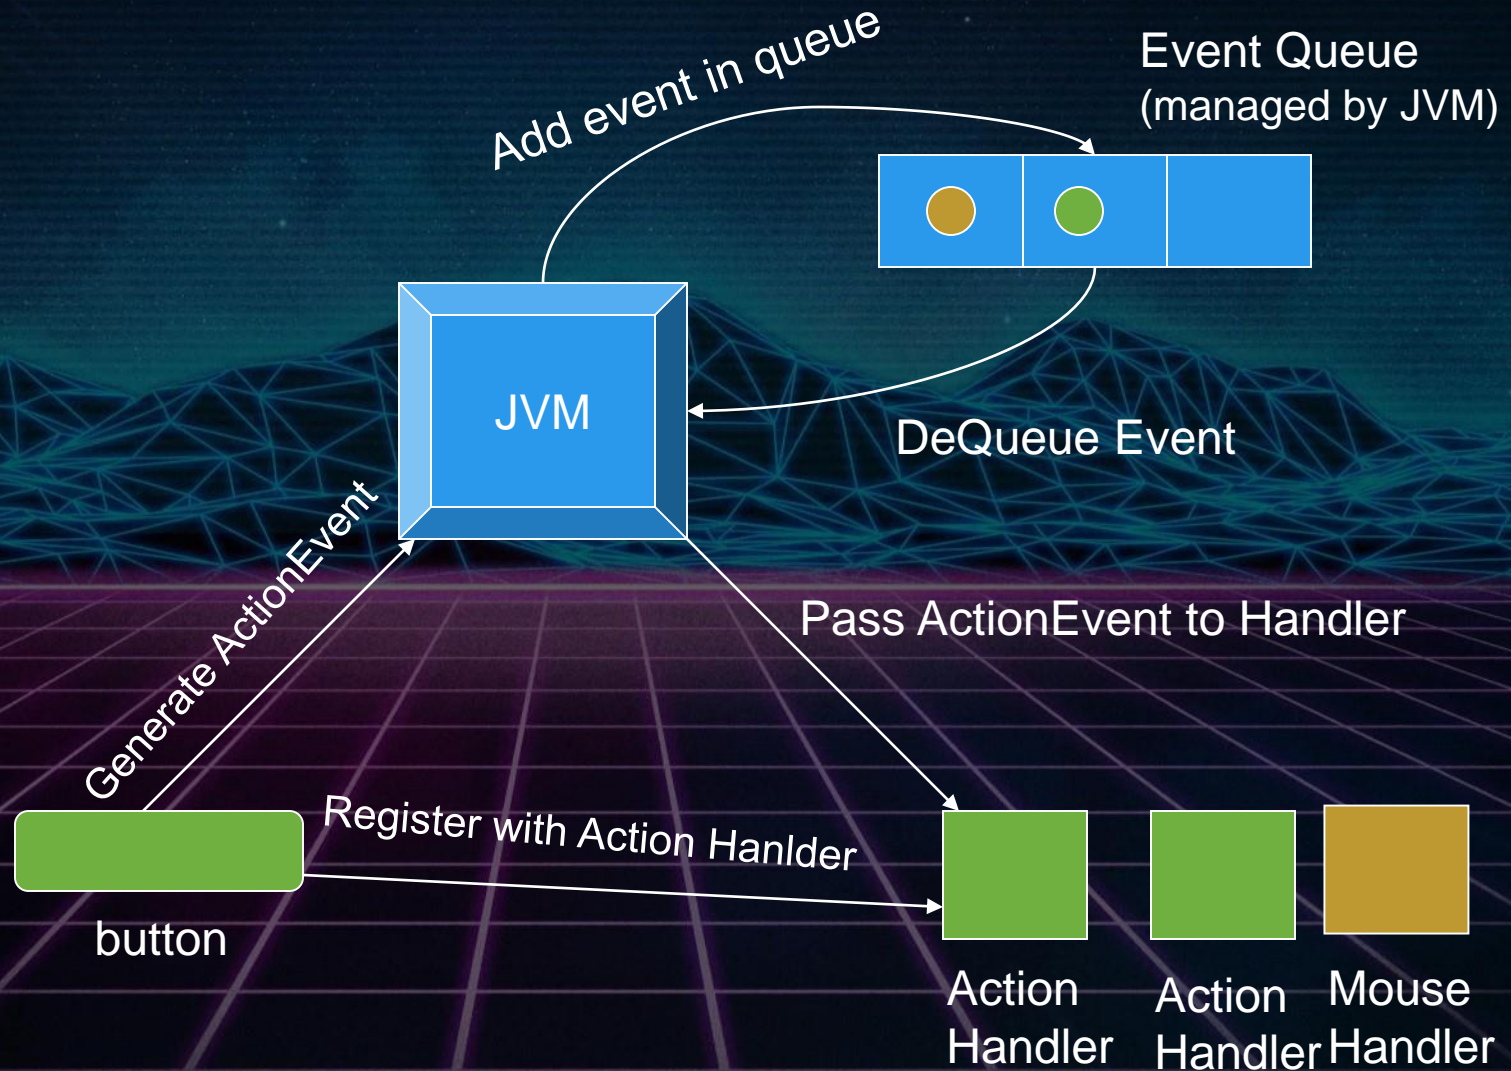 Add event in queue
Event Queue
(managed by JVM)
JVM
DeQueue Event
Generate ActionEvent
Pass ActionEvent to Handler
Register with Action Hanlder
button
Action
Handler
Action
Handler
Mouse
Handler